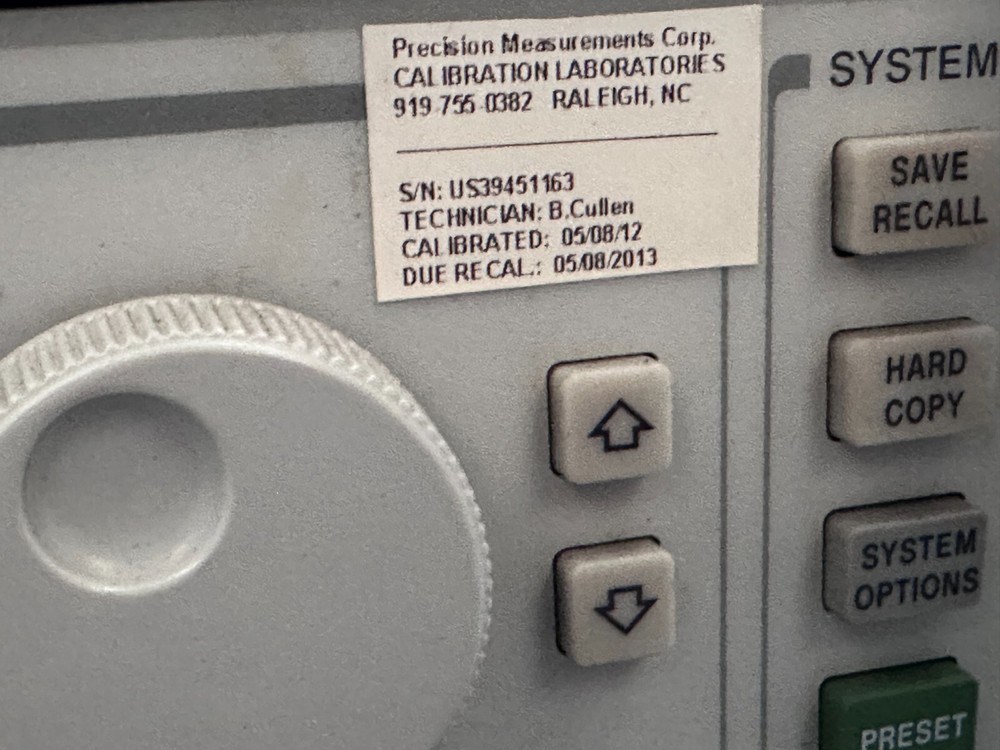 Precision Measurements Corp.
CALIBRATION LABORATORIES
919-755-0382 RALEIGH, NC
S/N: US39451163
TECHNICIAN: B.Cullen
CALIBRATED: 05/08/12
DUE RECAL.: 05/08/2013
SYSTEM
SAVE
RECALL
HARD
COPY
SYSTEM
OPTIONS
PRESET